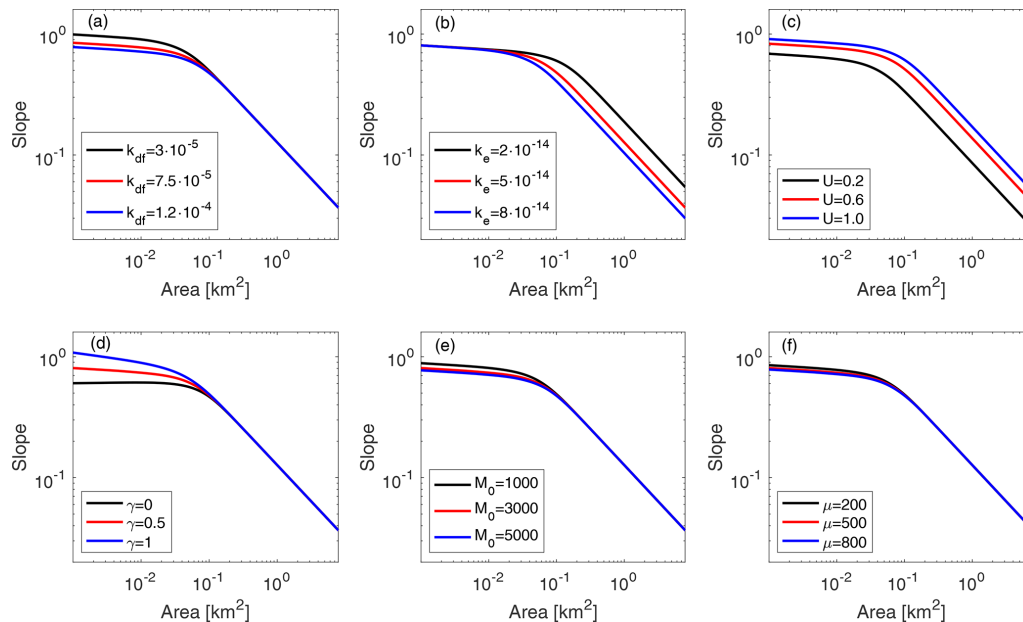 (a)
10^0
10^-1
Slope
k_df=3·10^-5
k_df=7.5·10^-5
k_df=1.2·10^-4
10^-2
10^-1
10^0
Area [km^2]
(b)
10^0
10^-1
Slope
k_e=2·10^-14
k_e=5·10^-14
k_e=8·10^-14
10^-2
10^-1
10^0
Area [km^2]
(c)
10^0
10^-1
Slope
U=0.2
U=0.6
U=1.0
10^-2
10^-1
10^0
Area [km^2]
(d)
10^0
10^-1
Slope
γ=0
γ=0.5
γ=1
10^-2
10^-1
10^0
Area [km^2]
(e)
10^0
10^-1
Slope
M_0=1000
M_0=3000
M_0=5000
10^-2
10^-1
10^0
Area [km^2]
(f)
10^0
10^-1
Slope
μ=200
μ=500
μ=800
10^-2
10^-1
10^0
Area [km^2]